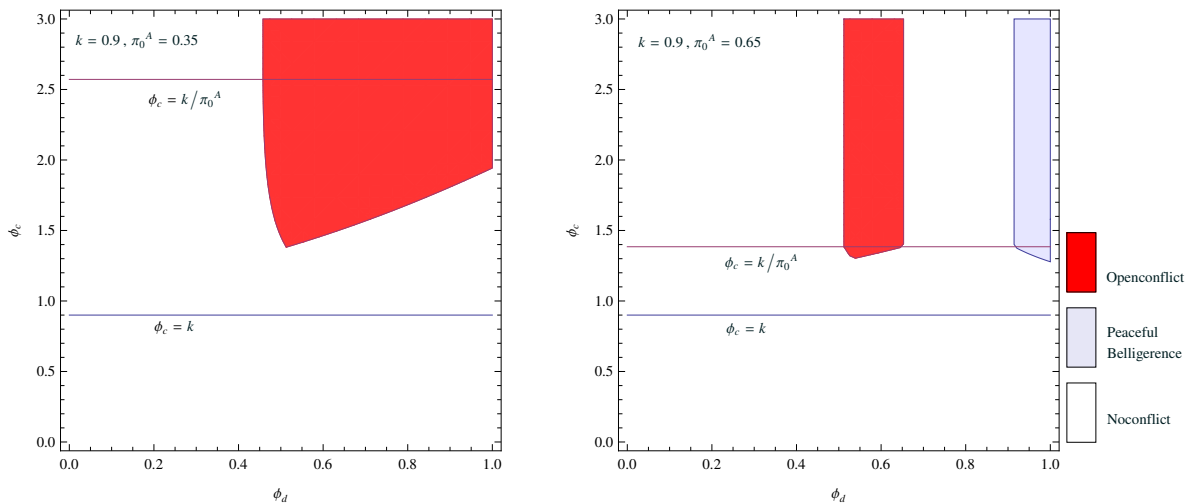 k = 0.9 , π₀ᴬ = 0.35
3.0
2.5
2.0
1.5
1.0
0.5
0.0
ϕc
ϕc = k / π₀ᴬ
ϕc = k
0.0 0.2 0.4 0.6 0.8 1.0
ϕd
k = 0.9 , π₀ᴬ = 0.65
3.0
2.5
2.0
1.5
1.0
0.5
0.0
ϕc
ϕc = k / π₀ᴬ
ϕc = k
0.0 0.2 0.4 0.6 0.8 1.0
ϕd
Openconflict
Peaceful
Belligerence
Noconflict